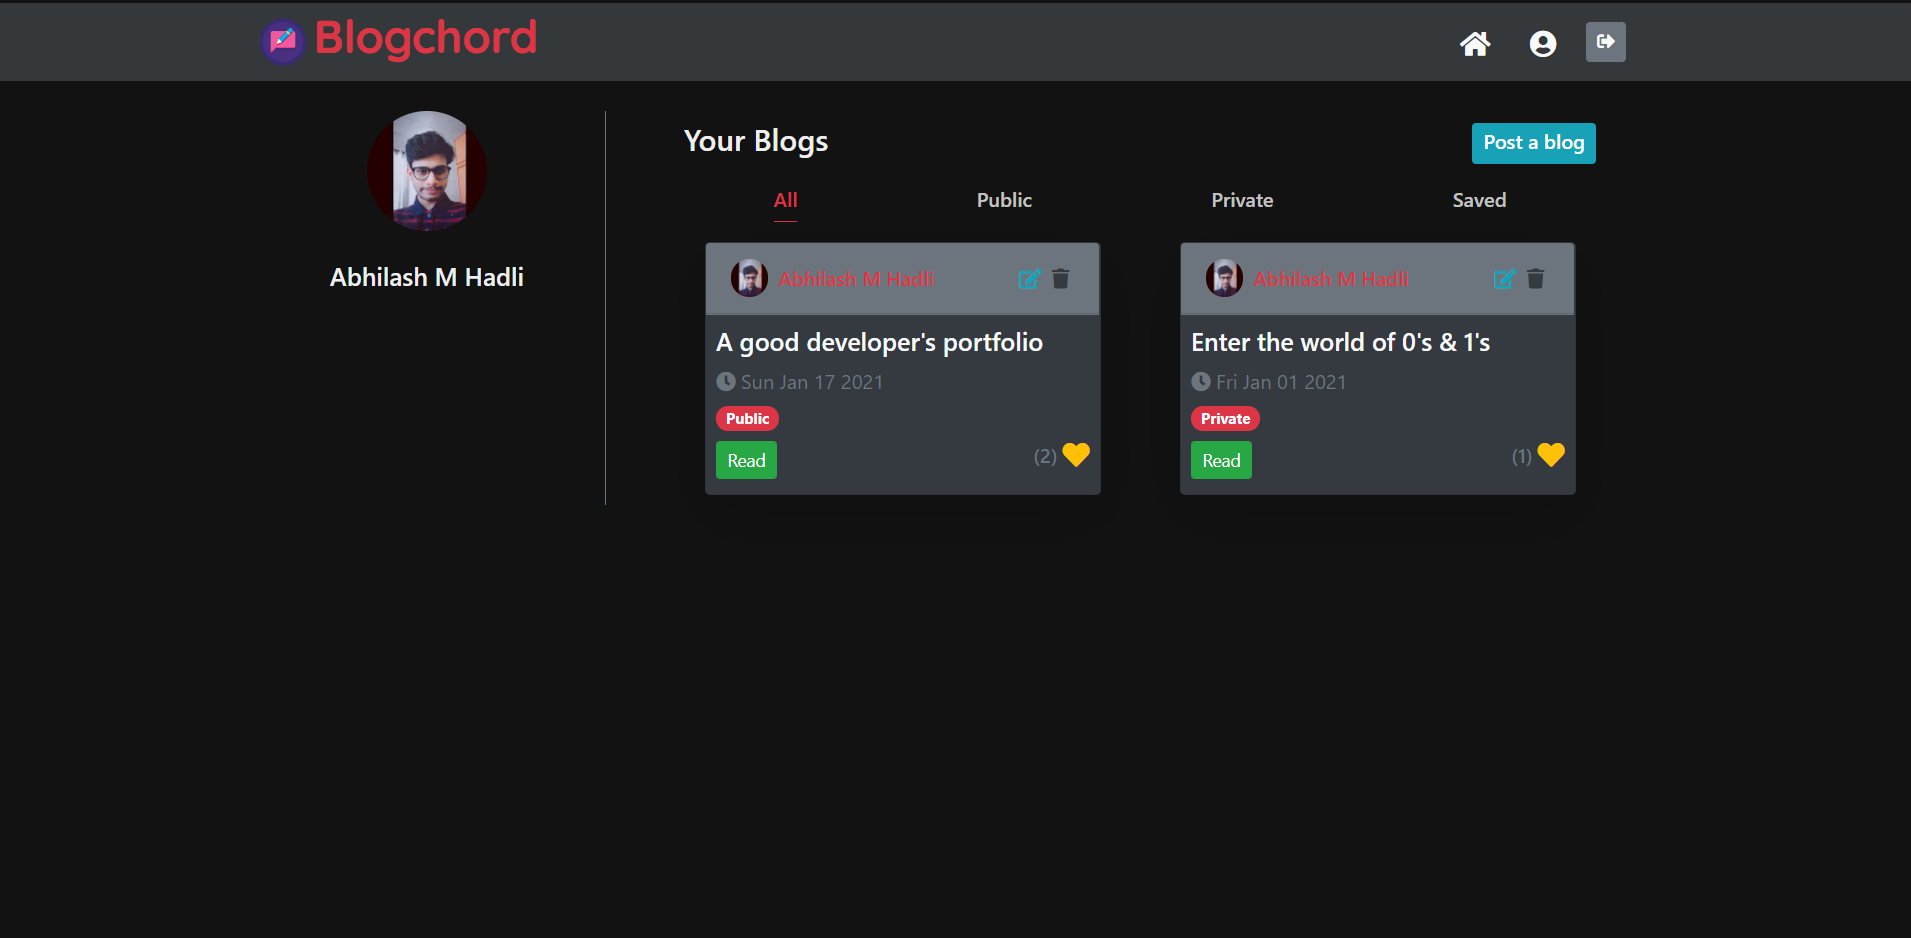 Blogchord
Abhilash M Hadli
Your Blogs
Post a blog
All Public Private Saved
Abhilash M Hadli
A good developer's portfolio
Sun Jan 17 2021
Public
Read (2)
Abhilash M Hadli
Enter the world of 0's & 1's
Fri Jan 01 2021
Private
Read (1)